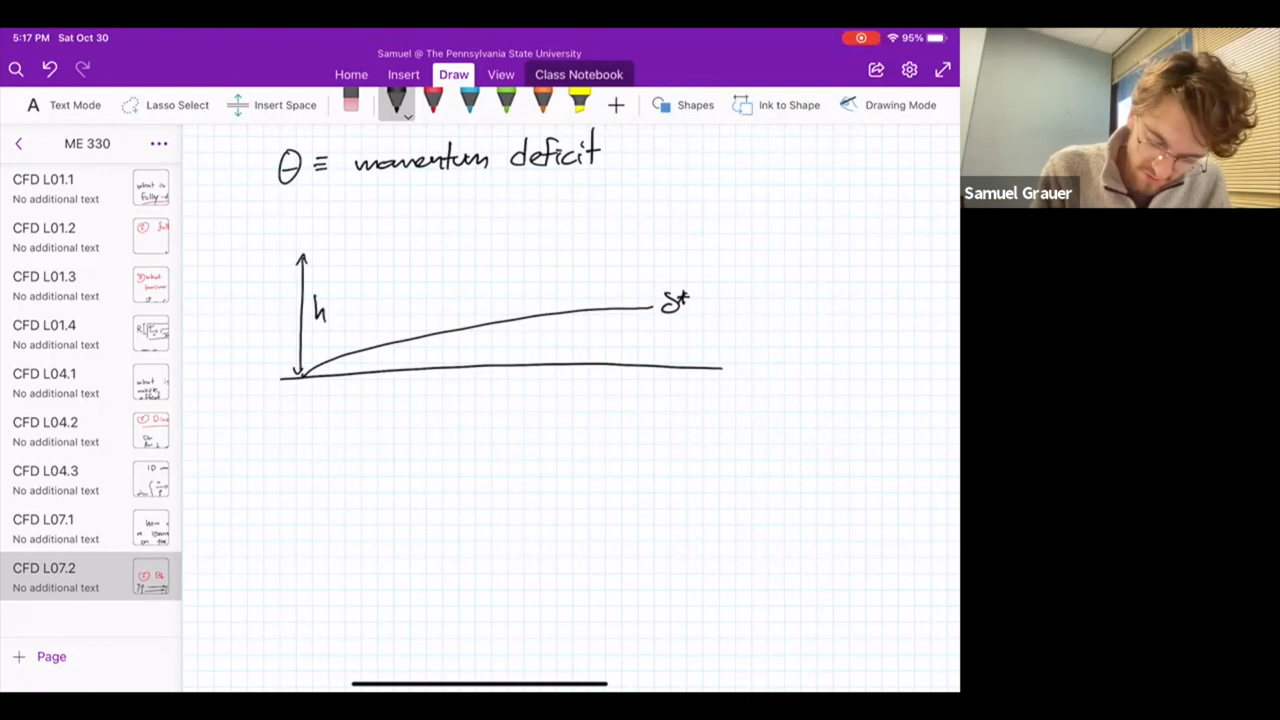 5:17 PM Sat Oct 30
95%
Samuel @ The Pennsylvania State University
Home Insert Draw View Class Notebook
A Text Mode Lasso Select Insert Space Shapes Ink to Shape Drawing Mode
ME 330
CFD L01.1
No additional text
CFD L01.2
No additional text
CFD L01.3
No additional text
CFD L01.4
No additional text
CFD L04.1
No additional text
CFD L04.2
No additional text
CFD L04.3
No additional text
CFD L07.1
No additional text
CFD L07.2
No additional text
Page
θ ≡ momentum deficit
h
δ*
Samuel Grauer